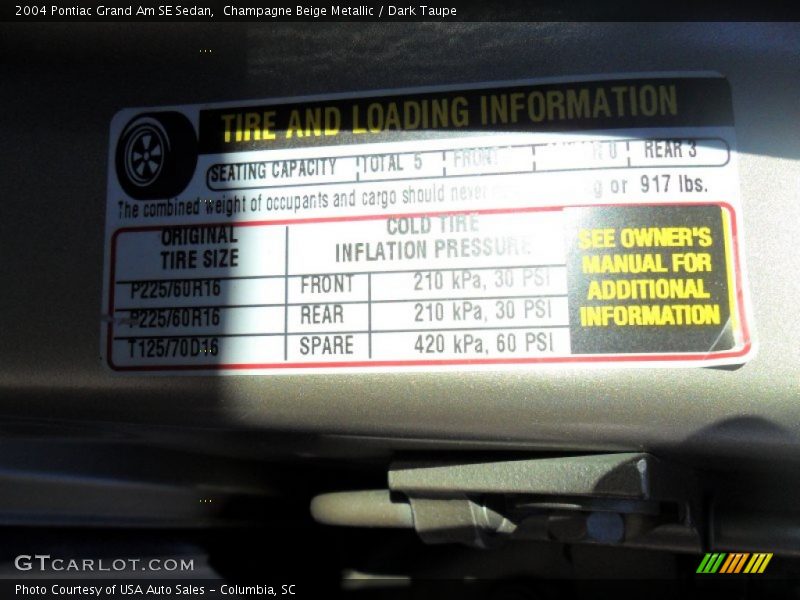 2004 Pontiac Grand Am SE Sedan, Champagne Beige Metallic / Dark Taupe
TIRE AND LOADING INFORMATION
SEATING CAPACITY TOTAL 5 FRONT REAR 3
The combined weight of occupants and cargo should never or 917 lbs.
ORIGINAL
TIRE SIZE
COLD TIRE
INFLATION PRESSURE
P225/60R16 FRONT 210 kPa, 30 PSI
P225/60R16 REAR 210 kPa, 30 PSI
T125/70D16 SPARE 420 kPa, 60 PSI
SEE OWNER'S
MANUAL FOR
ADDITIONAL
INFORMATION
GTCARLOT.COM
Photo Courtesy of USA Auto Sales - Columbia, SC